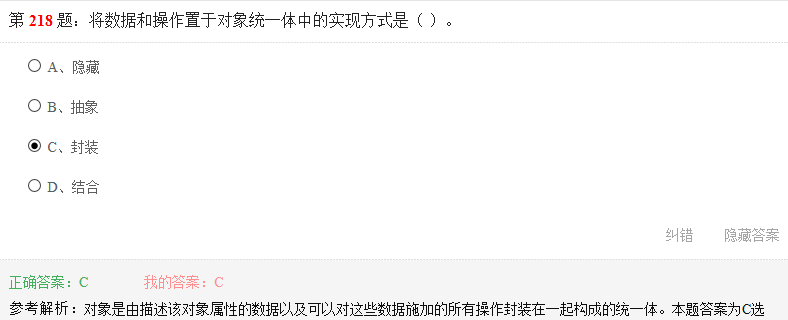 第 218 题：将数据和操作置于对象统一体中的实现方式是（ ）。
A、隐藏
B、抽象
C、封装
D、结合
纠错 隐藏答案
正确答案：C 我的答案：C
参考解析：对象是由描述该对象属性的数据以及可以对这些数据施加的所有操作封装在一起构成的统一体。本题答案为C选